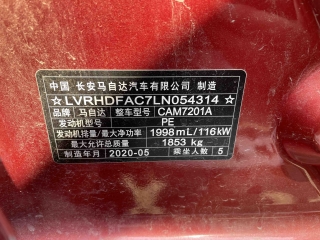 中国 长安马自达汽车有限公司 制造
☆LVRHDFAC7LN054314☆
品牌 马自达 整车型号 CAM7201A
发动机型号 PE
发动机排量/最大净功率 1998mL/116kW
最大允许总质量 1853 kg
制造年月 2020-05 乘坐人数 5